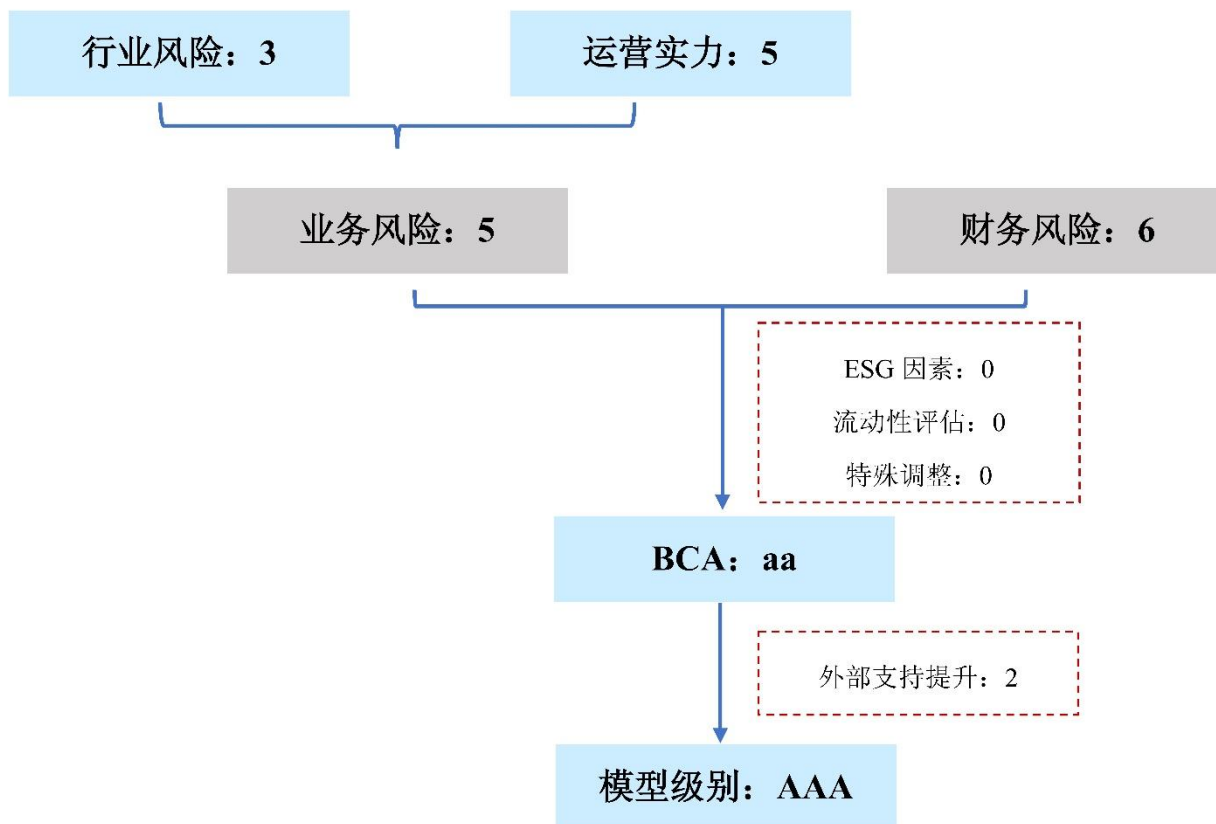 行业风险：3
运营实力：5
业务风险：5
财务风险：6
ESG 因素：0
流动性评估：0
特殊调整：0
BCA：aa
外部支持提升：2
模型级别：AAA